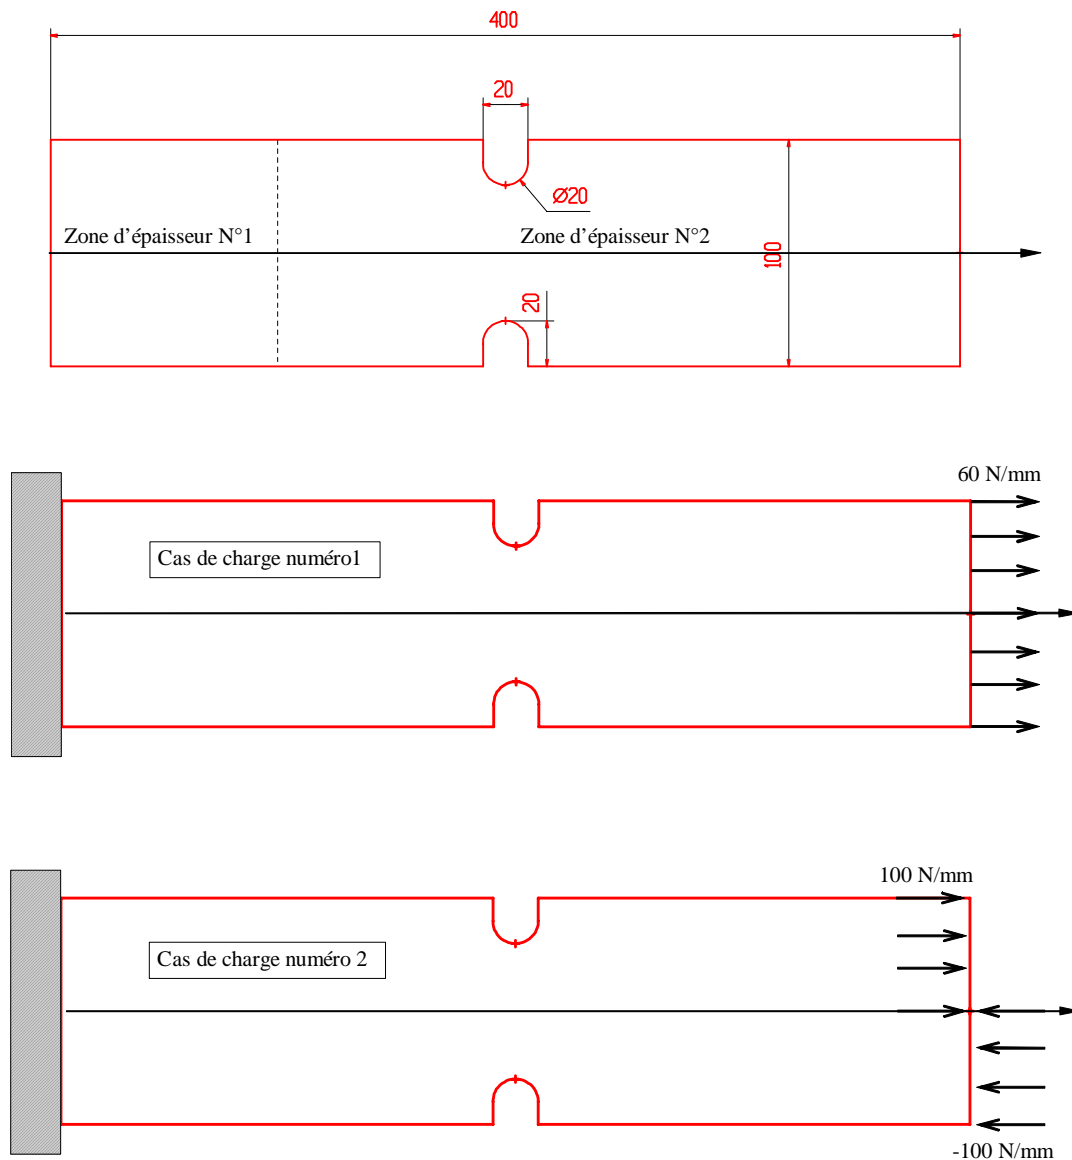 400
20
Ø20
Zone d'épaisseur N°1
Zone d'épaisseur N°2
100
20
60 N/mm
Cas de charge numéro1
100 N/mm
Cas de charge numéro 2
-100 N/mm